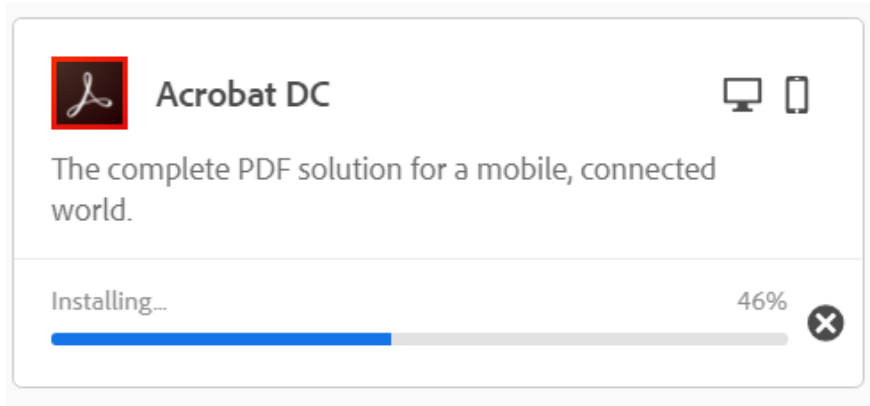 Acrobat DC
The complete PDF solution for a mobile, connected
world.
Installing...
46%